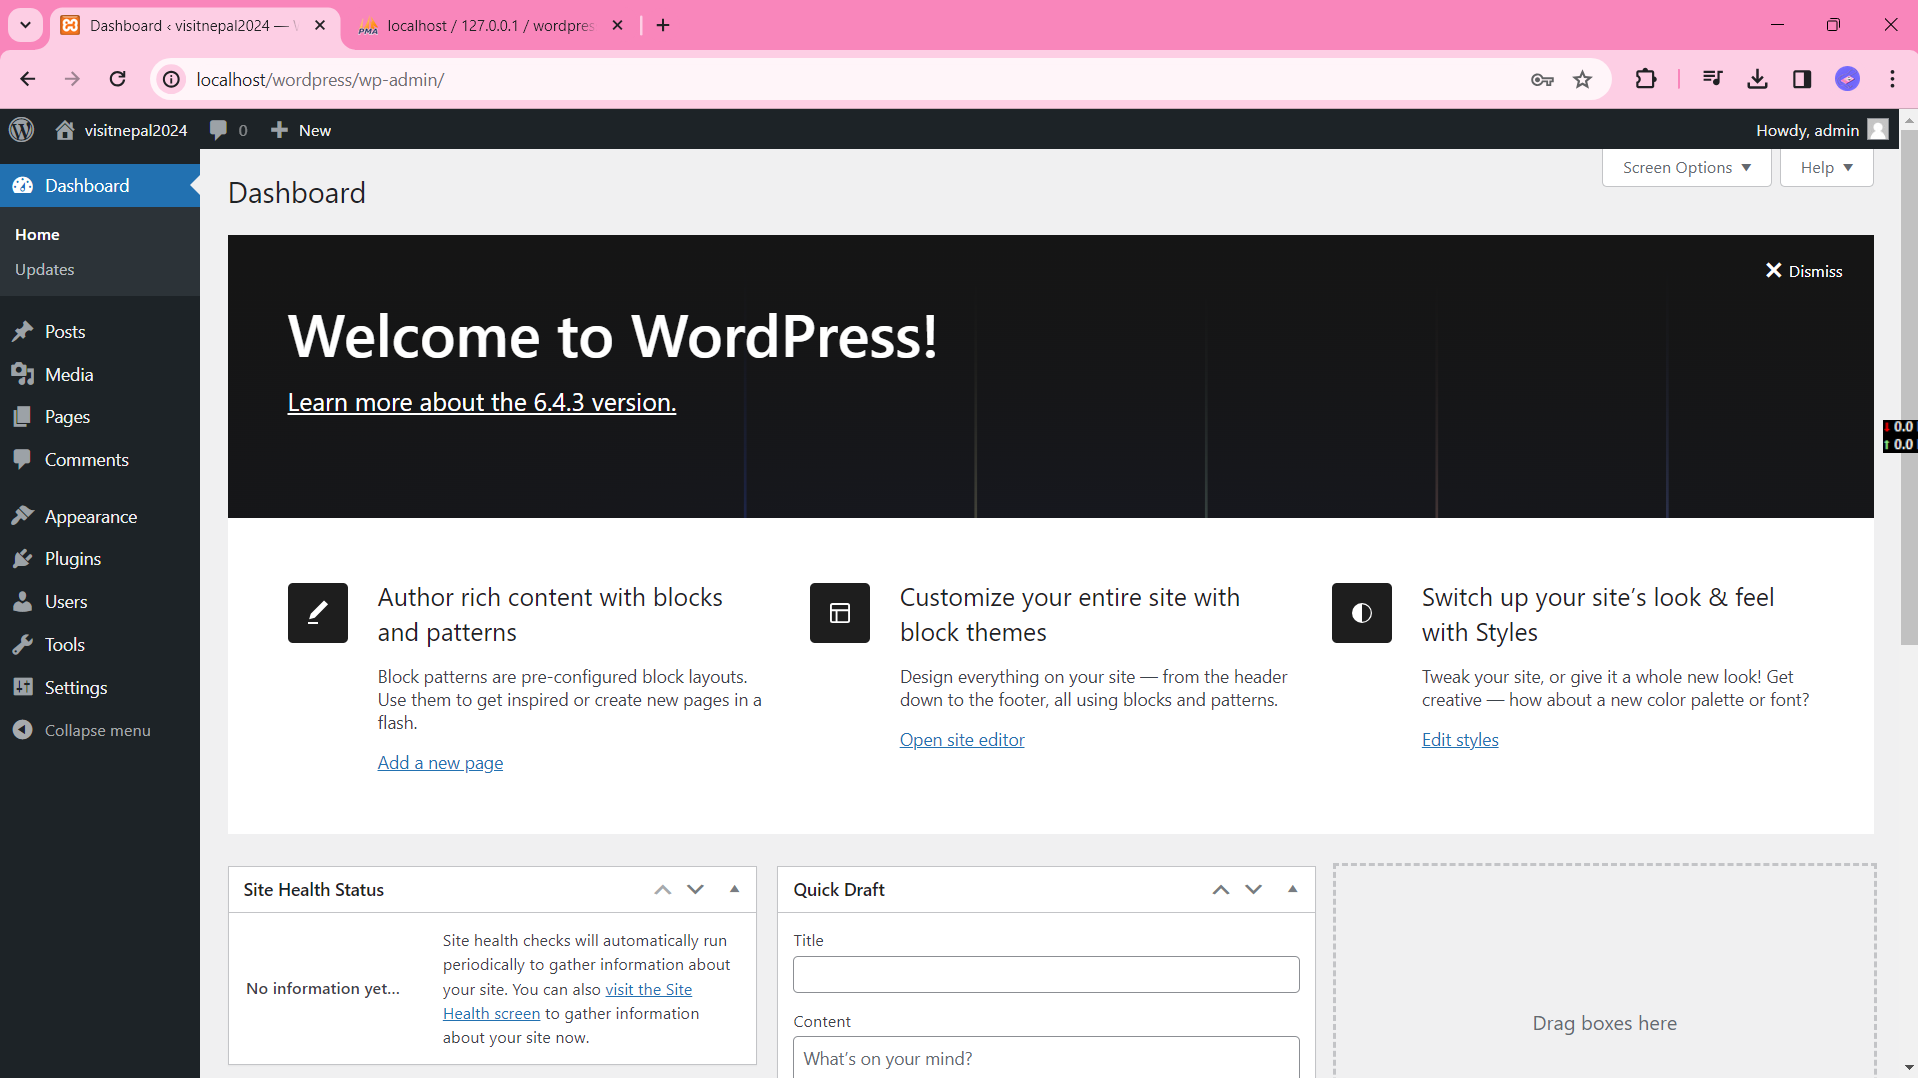 Dashboard ‹ visitnepal2024 —
localhost / 127.0.0.1 / wordpres
PMA
localhost/wordpress/wp-admin/
visitnepal2024
0
New
Howdy, admin
Dashboard
Home
Updates
Posts
Media
Pages
Comments
Appearance
Plugins
Users
Tools
Settings
Collapse menu
Screen Options
Help
Dashboard
Dismiss
Welcome to WordPress!
Learn more about the 6.4.3 version.
Author rich content with blocks
and patterns
Block patterns are pre-configured block layouts.
Use them to get inspired or create new pages in a
flash.
Add a new page
Customize your entire site with
block themes
Design everything on your site — from the header
down to the footer, all using blocks and patterns.
Open site editor
Switch up your site’s look & feel
with Styles
Tweak your site, or give it a whole new look! Get
creative — how about a new color palette or font?
Edit styles
0.0
0.0
Site Health Status
No information yet…
Site health checks will automatically run
periodically to gather information about
your site. You can also visit the Site
Health screen to gather information
about your site now.
Quick Draft
Title
Content
What’s on your mind?
Drag boxes here